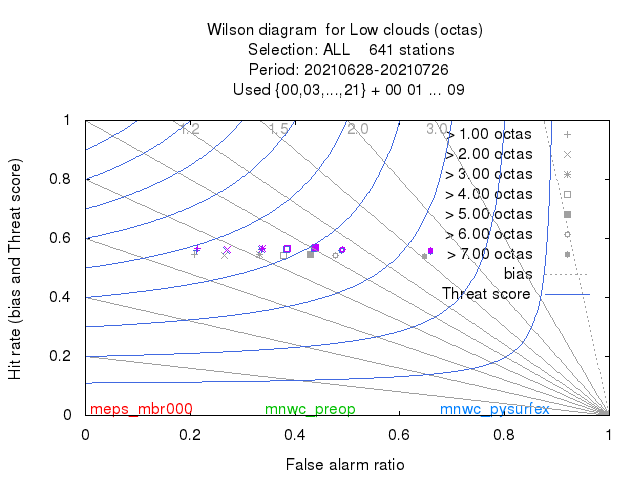 Wilson diagram for Low clouds (octas)
Selection: ALL 641 stations
Period: 20210628-20210726
Used {00,03,...,21} + 00 01 ... 09
1.2 1.5 2.0 3.0
> 1.00 octas
> 2.00 octas
> 3.00 octas
> 4.00 octas
> 5.00 octas
> 6.00 octas
> 7.00 octas
bias
Threat score
Hit rate (bias and Threat score)
1
0.8
0.6
0.4
0.2
0
meps_mbr000 mnwc_preop mnwc_pysurfex
0 0.2 0.4 0.6 0.8 1
False alarm ratio